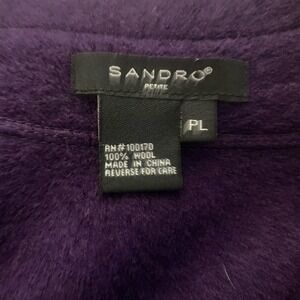 SANDRO®
PETITE
PL
RN#100170
100% WOOL
MADE IN CHINA
REVERSE FOR CARE